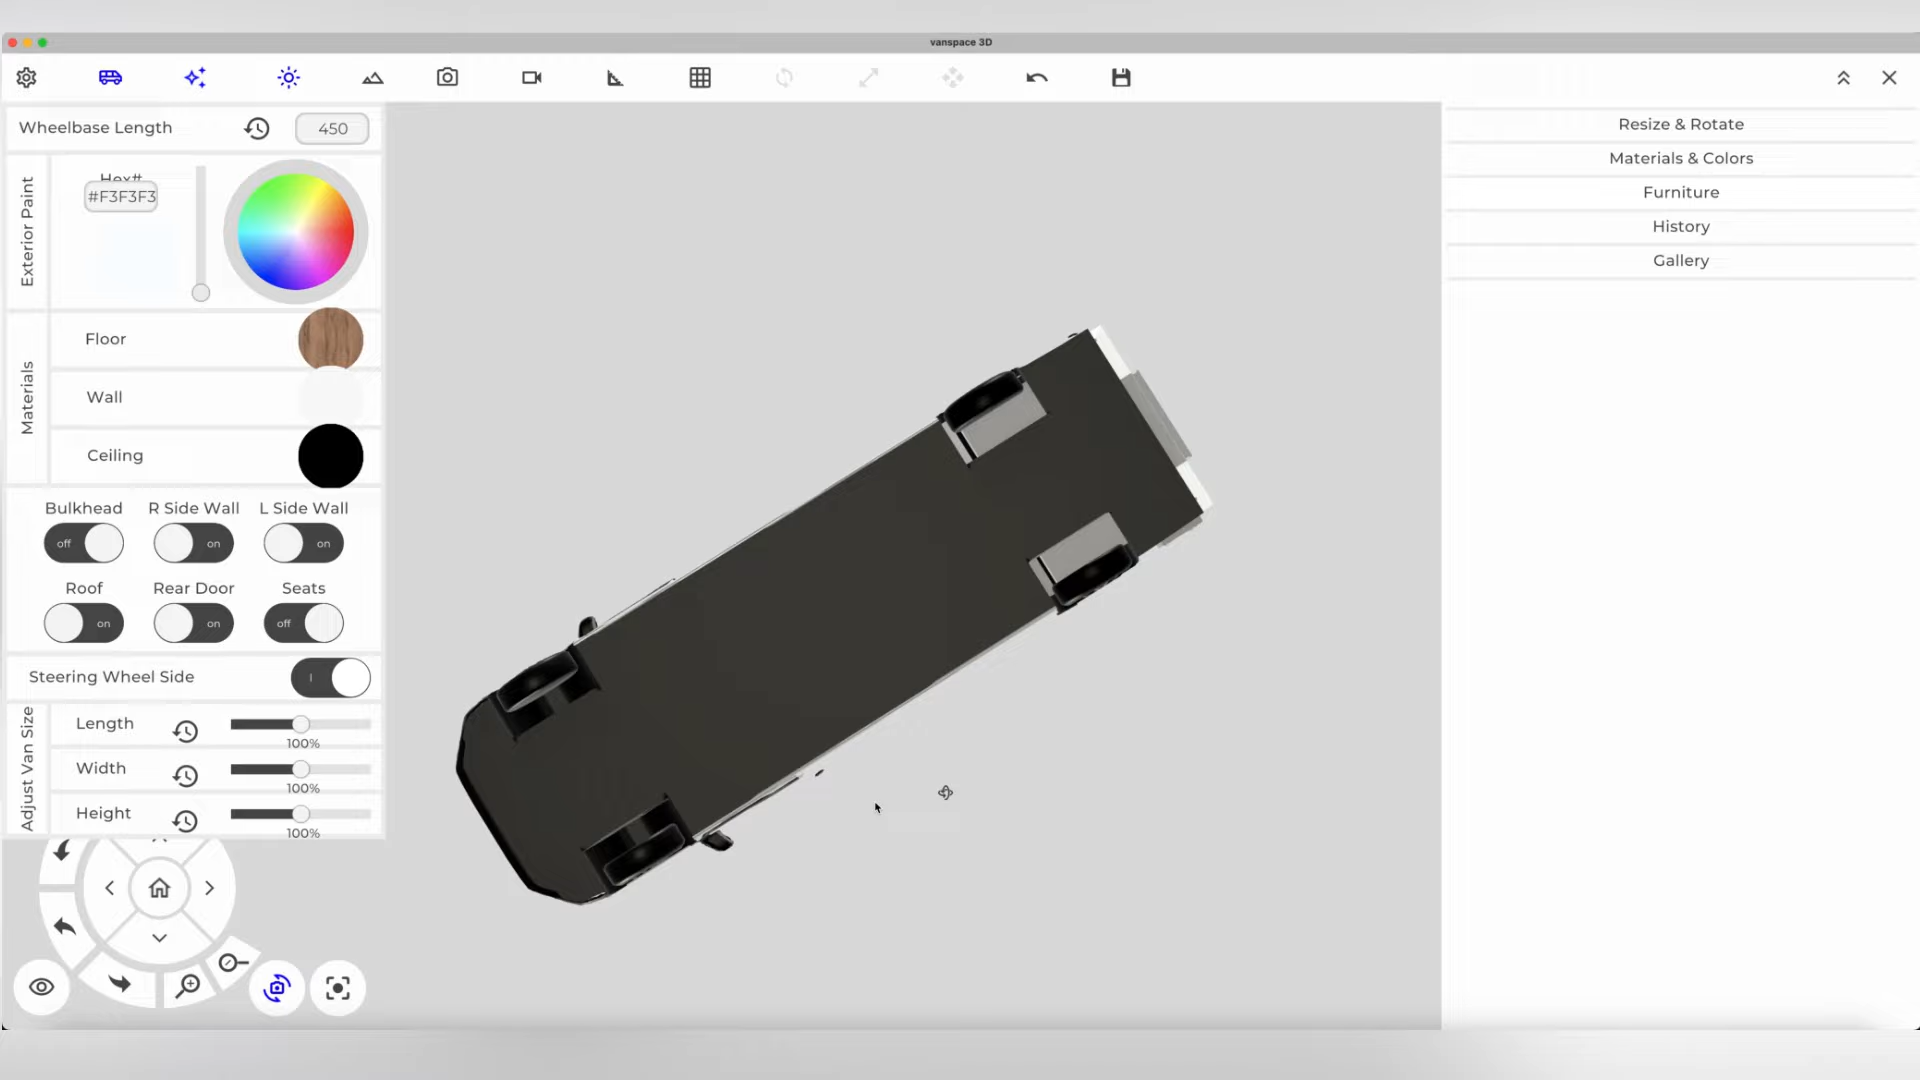 vanspace 3D
Wheelbase Length
450
Exterior Paint
Hex#
#F3F3F3
Materials
Floor
Wall
Ceiling
Bulkhead
R Side Wall
L Side Wall
off
on
on
Roof
Rear Door
Seats
on
on
off
Steering Wheel Side
l
Adjust Van Size
Length
100%
Width
100%
Height
100%
Resize & Rotate
Materials & Colors
Furniture
History
Gallery